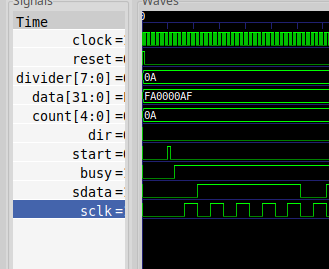 Signals
Waves
Time
0
clock=
reset=
divider[7:0]=
0A
data[31:0]=
FA0000AF
count[4:0]=
0A
dir=
start=
busy=
sdata=
sclk=